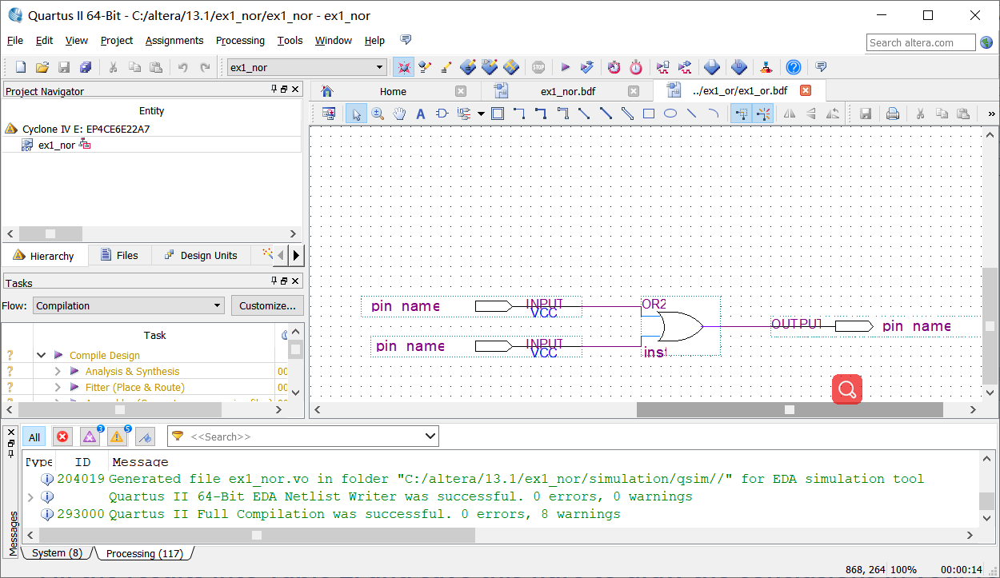 Quartus II 64-Bit - C:/altera/13.1/ex1_nor/ex1_nor - ex1_nor
File Edit View Project Assignments Processing Tools Window Help
Search altera.com
ex1_nor
STOP
Project Navigator
Home
ex1_nor.bdf
../ex1_or/ex1_or.bdf
Entity
Cyclone IV E: EP4CE6E22A7
ex1_nor
Hierarchy Files Design Units
Tasks
Flow: Compilation Customize...
Task
Compile Design
Analysis & Synthesis 00
Fitter (Place & Route) 00
pin_name INPUT VCC
OR2
pin_name INPUT VCC
inst
OUTPUT pin_name
All 3 5 <<Search>>
Type ID Message
204019 Generated file ex1_nor.vo in folder "C:/altera/13.1/ex1_nor/simulation/qsim//" for EDA simulation tool
Quartus II 64-Bit EDA Netlist Writer was successful. 0 errors, 0 warnings
293000 Quartus II Full Compilation was successful. 0 errors, 8 warnings
Messages
System (8) Processing (117)
868, 264 100% 00:00:14